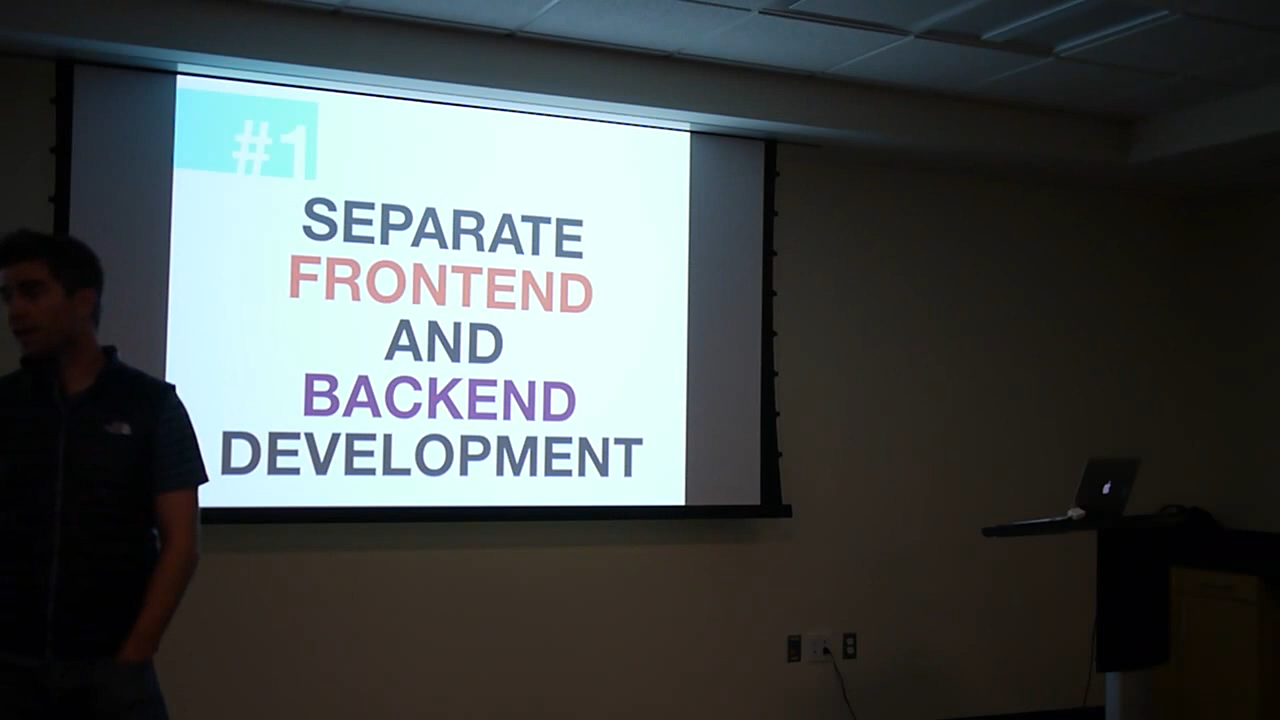 #1
SEPARATE
FRONTEND
AND
BACKEND
DEVELOPMENT